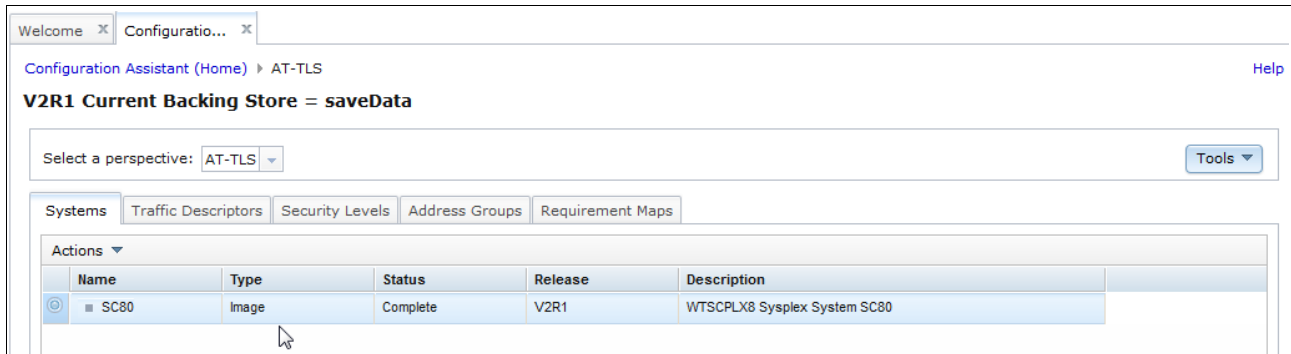 Welcome X Configuratio... X
Configuration Assistant (Home) ▸ AT-TLS Help
V2R1 Current Backing Store = saveData
Select a perspective: AT-TLS Tools
Systems Traffic Descriptors Security Levels Address Groups Requirement Maps
Actions
Name Type Status Release Description
SC80 Image Complete V2R1 WTSCPLX8 Sysplex System SC80